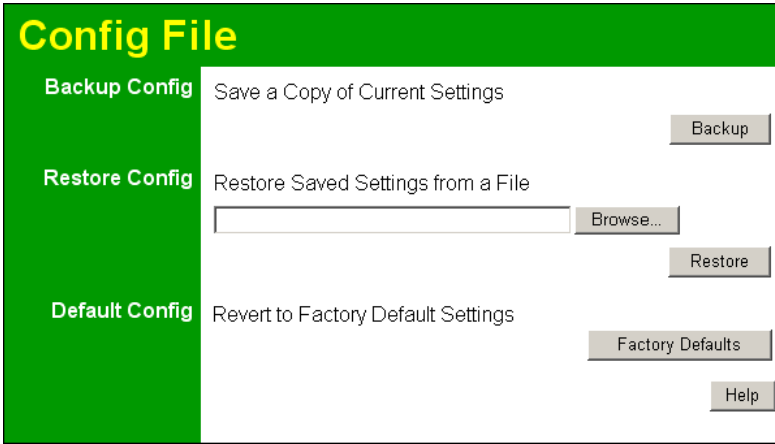 Config File
Backup Config
Save a Copy of Current Settings
Backup
Restore Config
Restore Saved Settings from a File
Browse...
Restore
Default Config
Revert to Factory Default Settings
Factory Defaults
Help